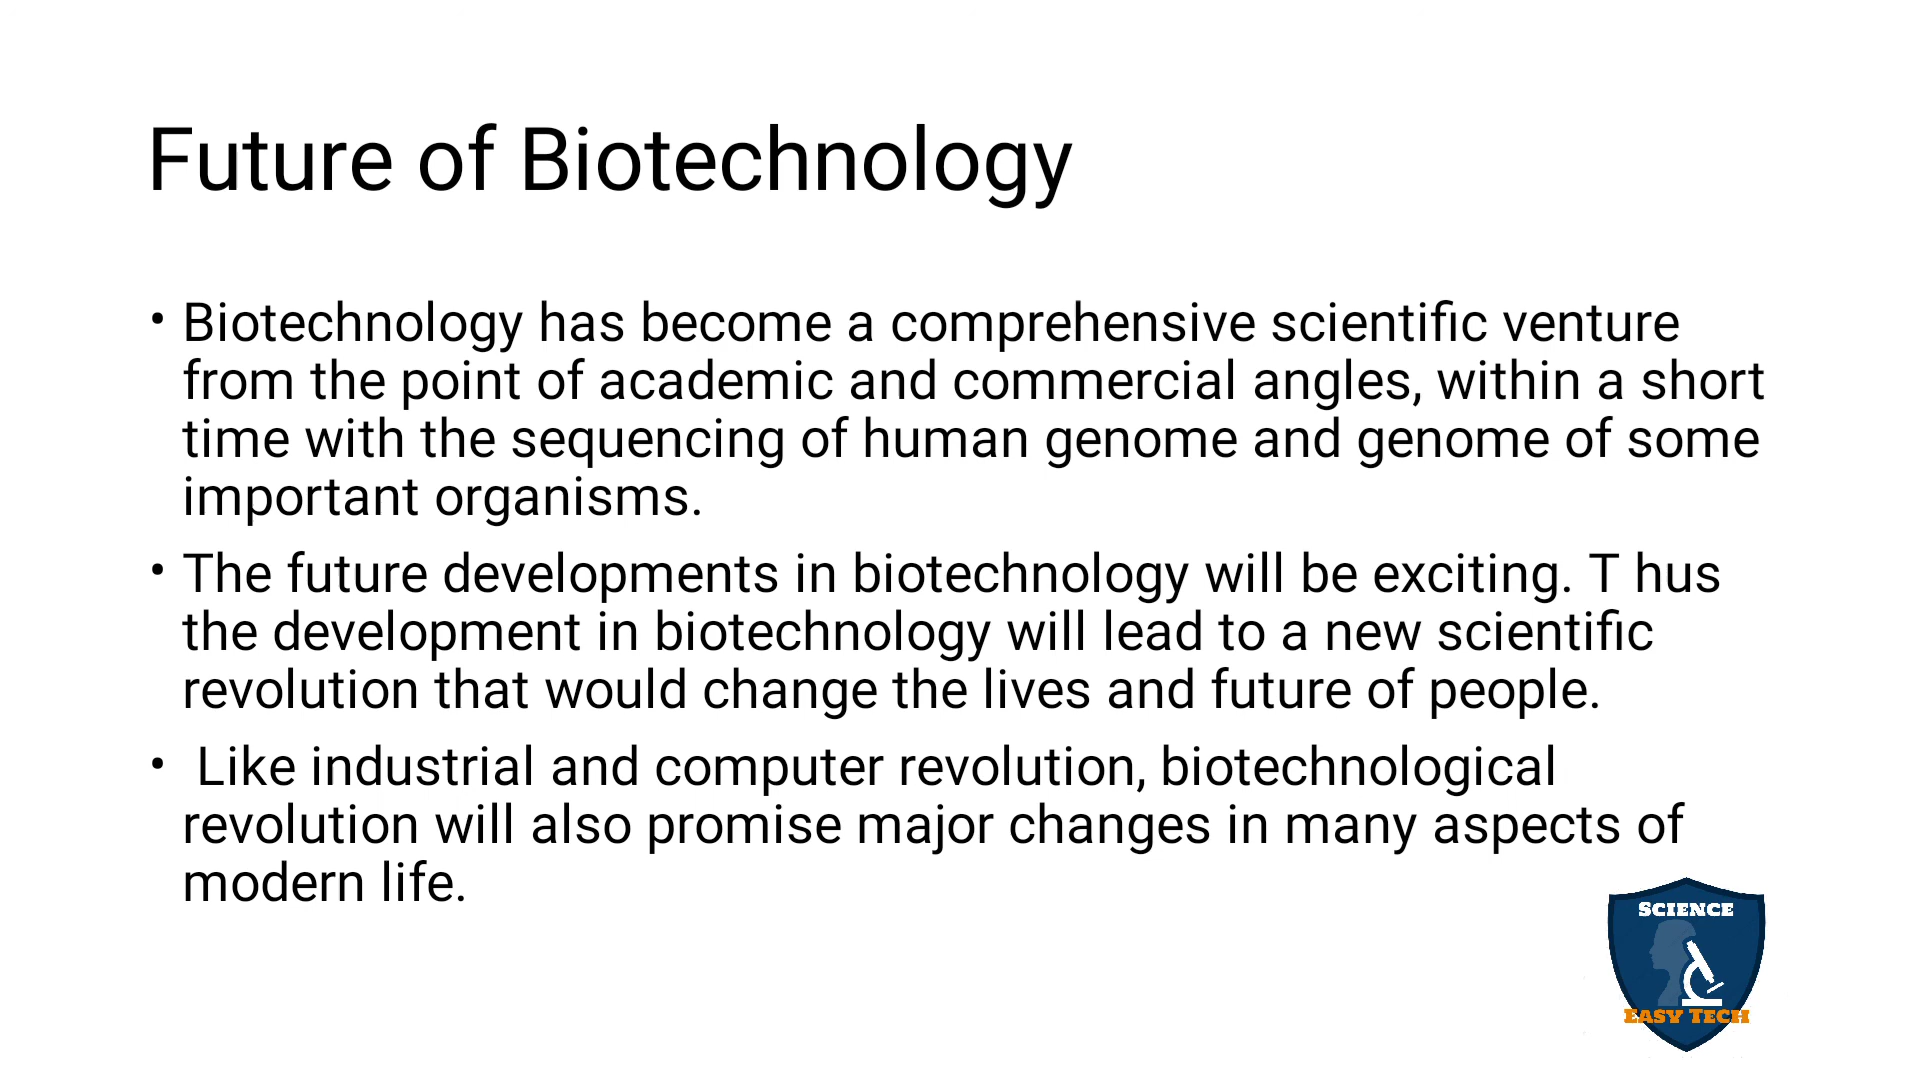 Future of Biotechnology
• Biotechnology has become a comprehensive scientific venture
from the point of academic and commercial angles, within a short
time with the sequencing of human genome and genome of some
important organisms.
• The future developments in biotechnology will be exciting. T hus
the development in biotechnology will lead to a new scientific
revolution that would change the lives and future of people.
• Like industrial and computer revolution, biotechnological
revolution will also promise major changes in many aspects of
modern life.
SCIENCE
EASY TECH